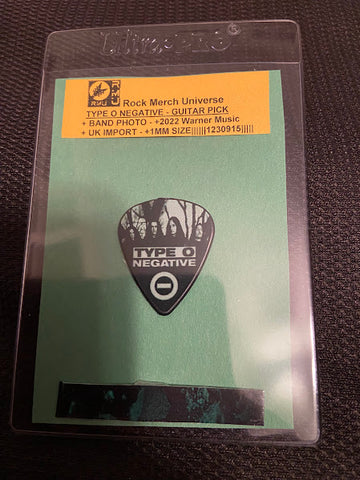 Ultra•PRO
RMU
Rock Merch Universe
TYPE O NEGATIVE - GUITAR PICK
+ BAND PHOTO - +2022 Warner Music
+ UK IMPORT - +1MM SIZE||||||1230915|||||
TYPE O
NEGATIVE